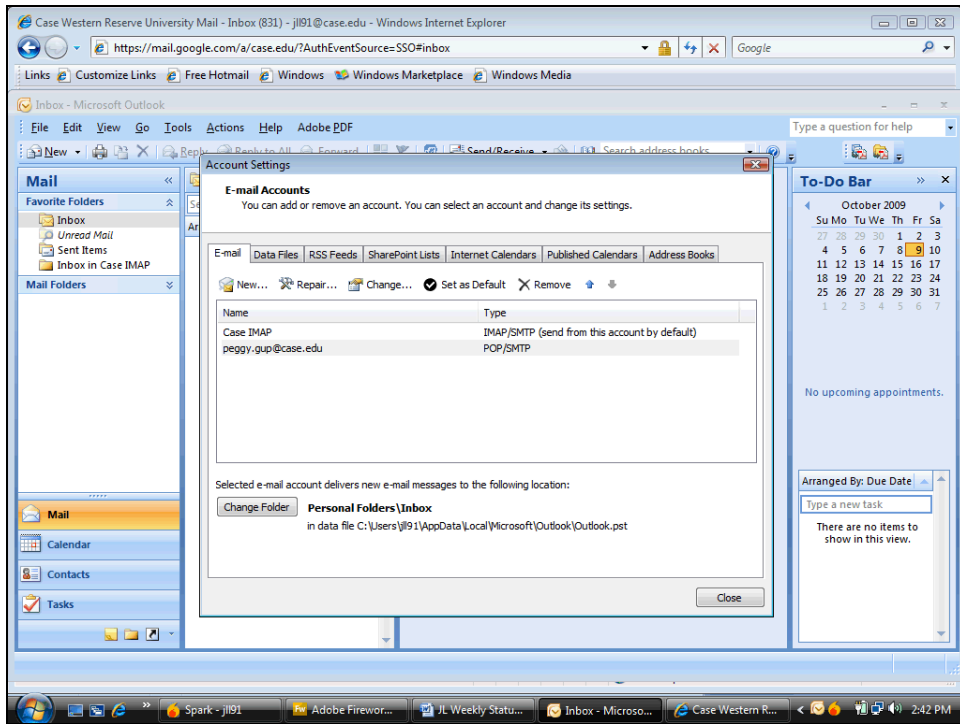 Case Western Reserve University Mail - Inbox (831) - jll91@case.edu - Windows Internet Explorer
https://mail.google.com/a/case.edu/?AuthEventSource=SSO#inbox
Google
Links Customize Links Free Hotmail Windows Windows Marketplace Windows Media
Inbox - Microsoft Outlook
File Edit View Go Tools Actions Help Adobe PDF
Type a question for help
New Reply Reply to All Forward Send/Receive Search address books
Account Settings
E-mail Accounts
You can add or remove an account. You can select an account and change its settings.
E-mail Data Files RSS Feeds SharePoint Lists Internet Calendars Published Calendars Address Books
New... Repair... Change... Set as Default Remove
Name Type
Case IMAP IMAP/SMTP (send from this account by default)
peggy.gup@case.edu POP/SMTP
Selected e-mail account delivers new e-mail messages to the following location:
Change Folder Personal Folders\Inbox
in data file C:\Users\jll91\AppData\Local\Microsoft\Outlook\Outlook.pst
Close
Mail
Favorite Folders
Inbox
Unread Mail
Sent Items
Inbox in Case IMAP
Mail Folders
Mail
Calendar
Contacts
Tasks
To-Do Bar
October 2009
Su Mo Tu We Th Fr Sa
27 28 29 30 1 2 3
4 5 6 7 8 9 10
11 12 13 14 15 16 17
18 19 20 21 22 23 24
25 26 27 28 29 30 31
1 2 3 4 5 6 7
No upcoming appointments.
Arranged By: Due Date
Type a new task
There are no items to
show in this view.
Spark - jll91 Adobe Firewor... JL Weekly Statu... Inbox - Microso... Case Western R... 2:42 PM